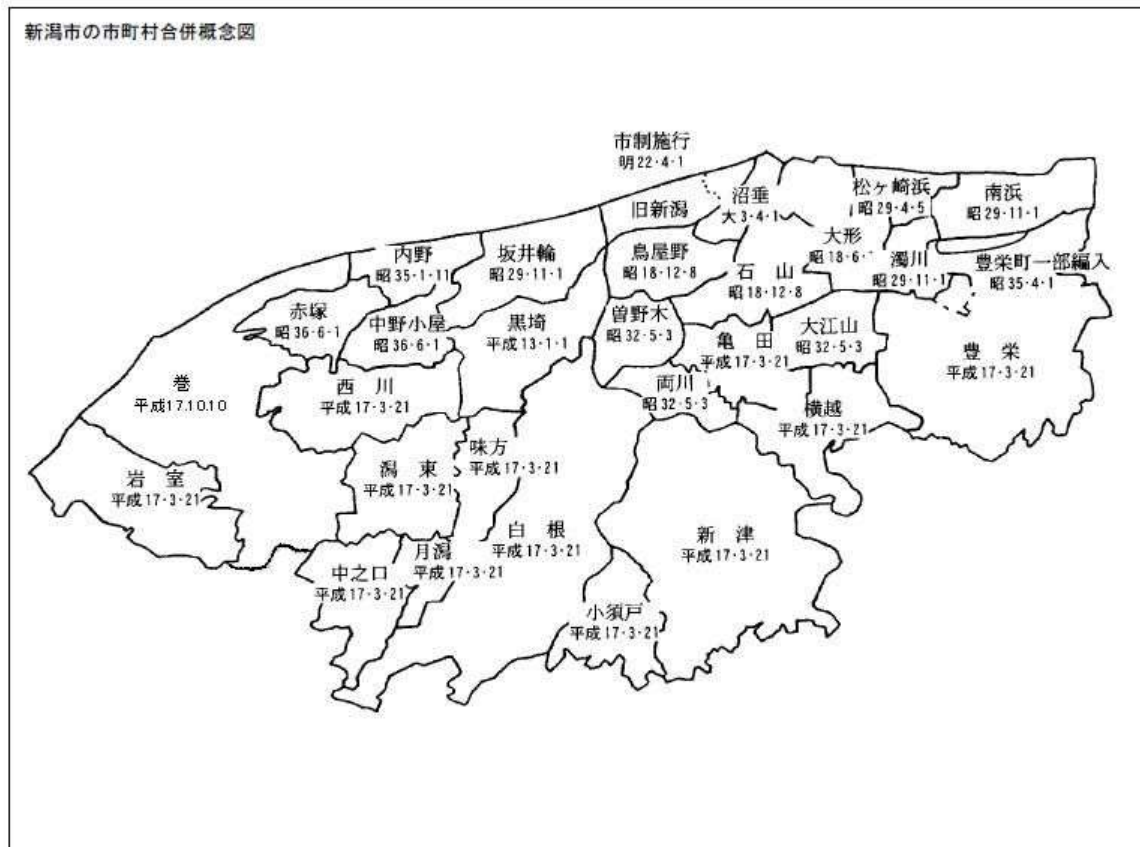 新潟市の市町村合併概念図
市制施行
明22・4・1
旧新潟
沼垂
大3・4・1
松ヶ崎浜
昭29・4・5
南浜
昭29・11・1
内野
昭35・1・11
坂井輪
昭29・11・1
鳥屋野
昭18・12・8
石山
昭18・12・8
大形
昭18・6・
濁川
昭29・11・1
豊栄町一部編入
昭35・4・1
赤塚
昭36・6・1
中野小屋
昭36・6・1
黒埼
平成13・1・1
曽野木
昭32・5・3
亀田
平成17・3・21
大江山
昭32・5・3
豊栄
平成17・3・21
巻
平成17.10.10
西川
平成17・3・21
両川
昭32・5・3
横越
平成17・3・21
岩室
平成17・3・21
潟東
平成17・3・21
味方
平成17・3・21
白根
平成17・3・21
新津
平成17・3・21
中之口
平成17・3・21
月潟
平成17・3・21
小須戸
平成17・3・21